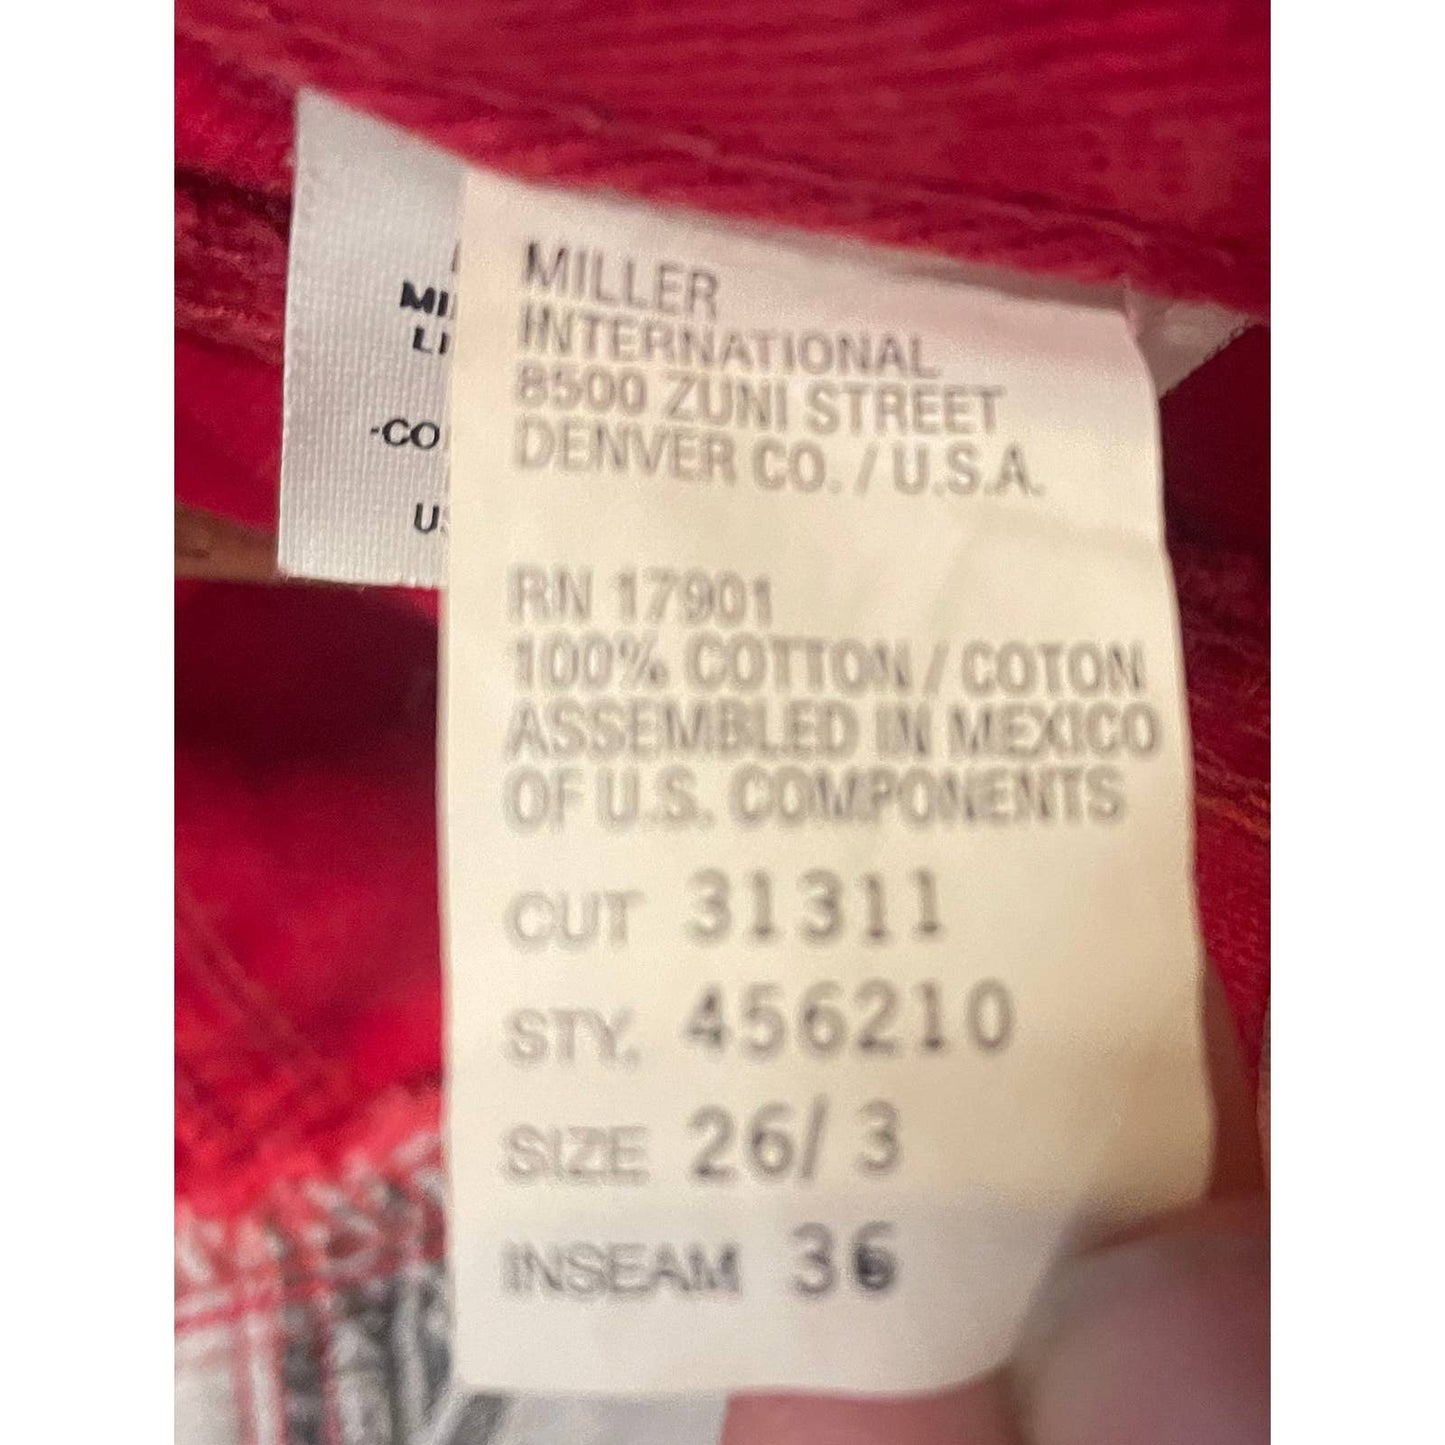 MILLER
INTERNATIONAL
8500 ZUNI STREET
DENVER CO. / U.S.A.
RN 17901
100% COTTON / COTON
ASSEMBLED IN MEXICO
OF U.S. COMPONENTS
CUT 31311
STY. 456210
SIZE 26/ 3
INSEAM 36